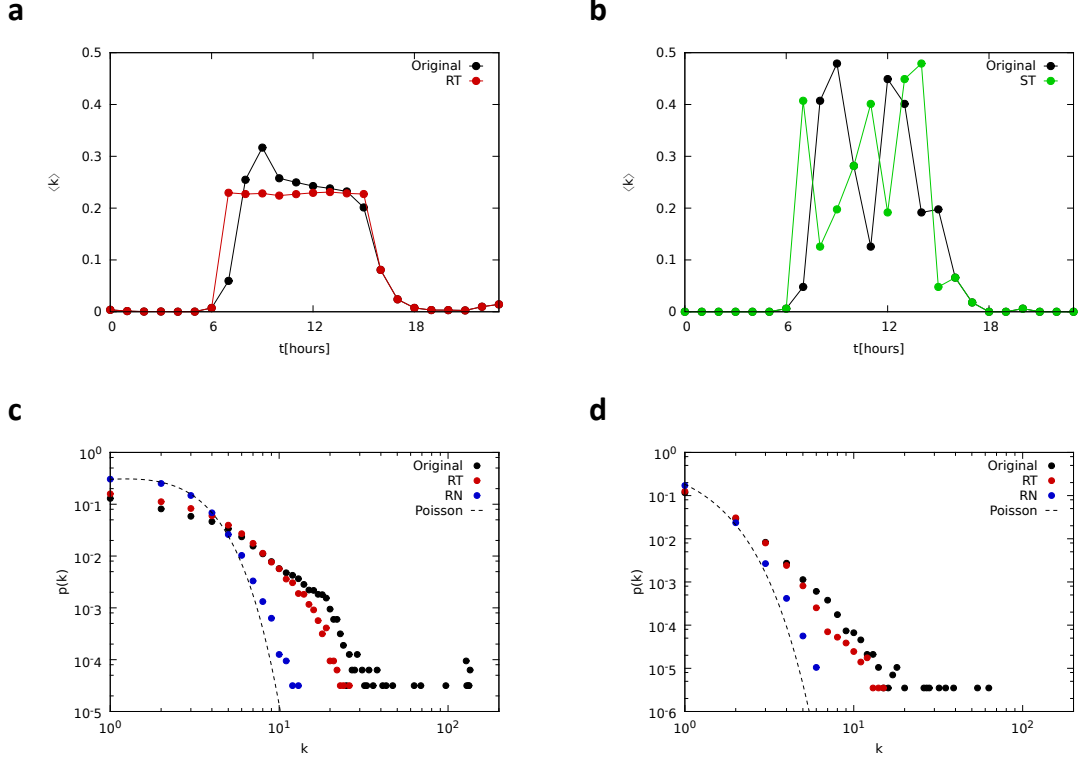 a
0.5
0.4
0.3
0.2
0.1
0
⟨k⟩
0
6
12
18
t[hours]
Original
RT
b
0.5
0.4
0.3
0.2
0.1
0
⟨k⟩
0
6
12
18
t[hours]
Original
ST
c
10^0
10^-1
10^-2
10^-3
10^-4
10^-5
p(k)
10^0
10^1
10^2
k
Original
RT
RN
Poisson
d
10^0
10^-1
10^-2
10^-3
10^-4
10^-5
10^-6
p(k)
10^0
10^1
10^2
k
Original
RT
RN
Poisson